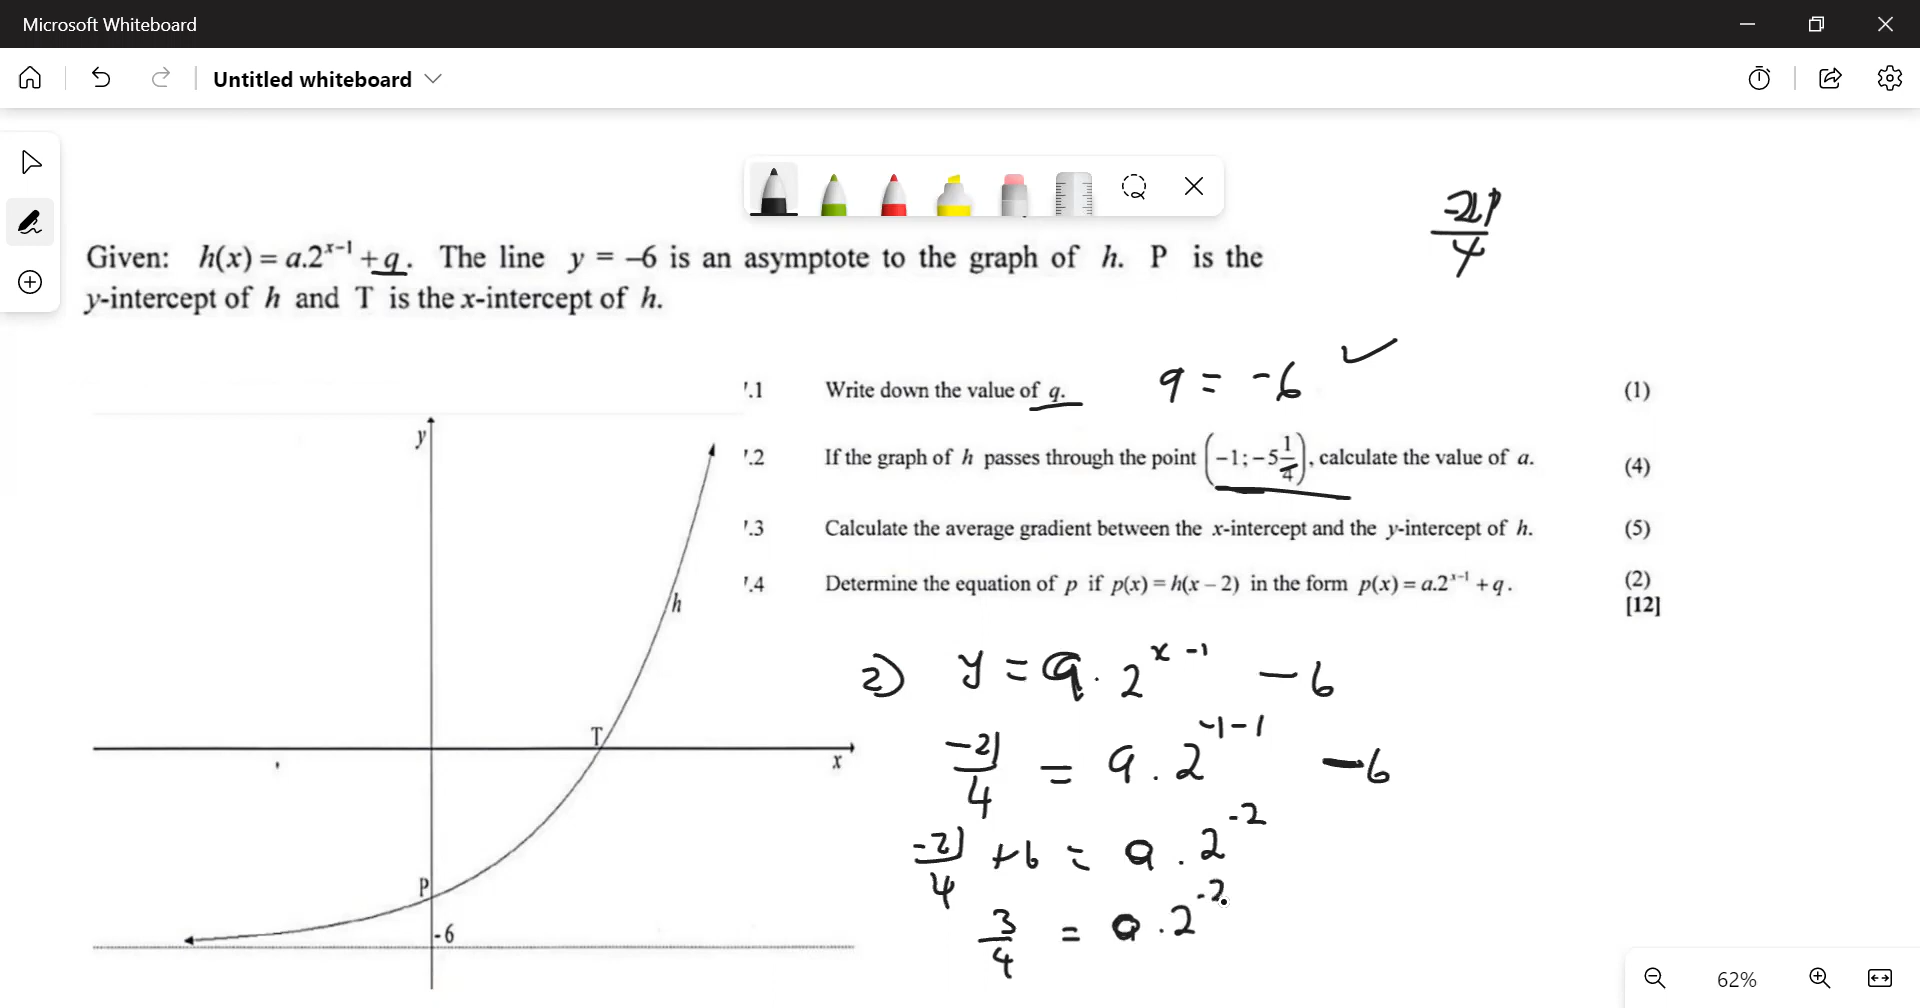 Microsoft Whiteboard
Untitled whiteboard
Given: h(x) = a.2^{x-1} + q. The line y = –6 is an asymptote to the graph of h. P is the
y-intercept of h and T is the x-intercept of h.
4
7.1 Write down the value of q. q = -6 ✓ (1)
7.2 If the graph of h passes through the point (–1; –5 1/4), calculate the value of a. (4)
7.3 Calculate the average gradient between the x-intercept and the y-intercept of h. (5)
7.4 Determine the equation of p if p(x) = h(x – 2) in the form p(x) = a.2^{x-1} + q. (2)
[12]
y
h
T
x
P
-6
2) y = a . 2^{x-1} - 6
-21/4 = a . 2^{-1-1} - 6
-21/4 + 6 = a . 2^{-2}
3/4 = a . 2^{-2}
62%